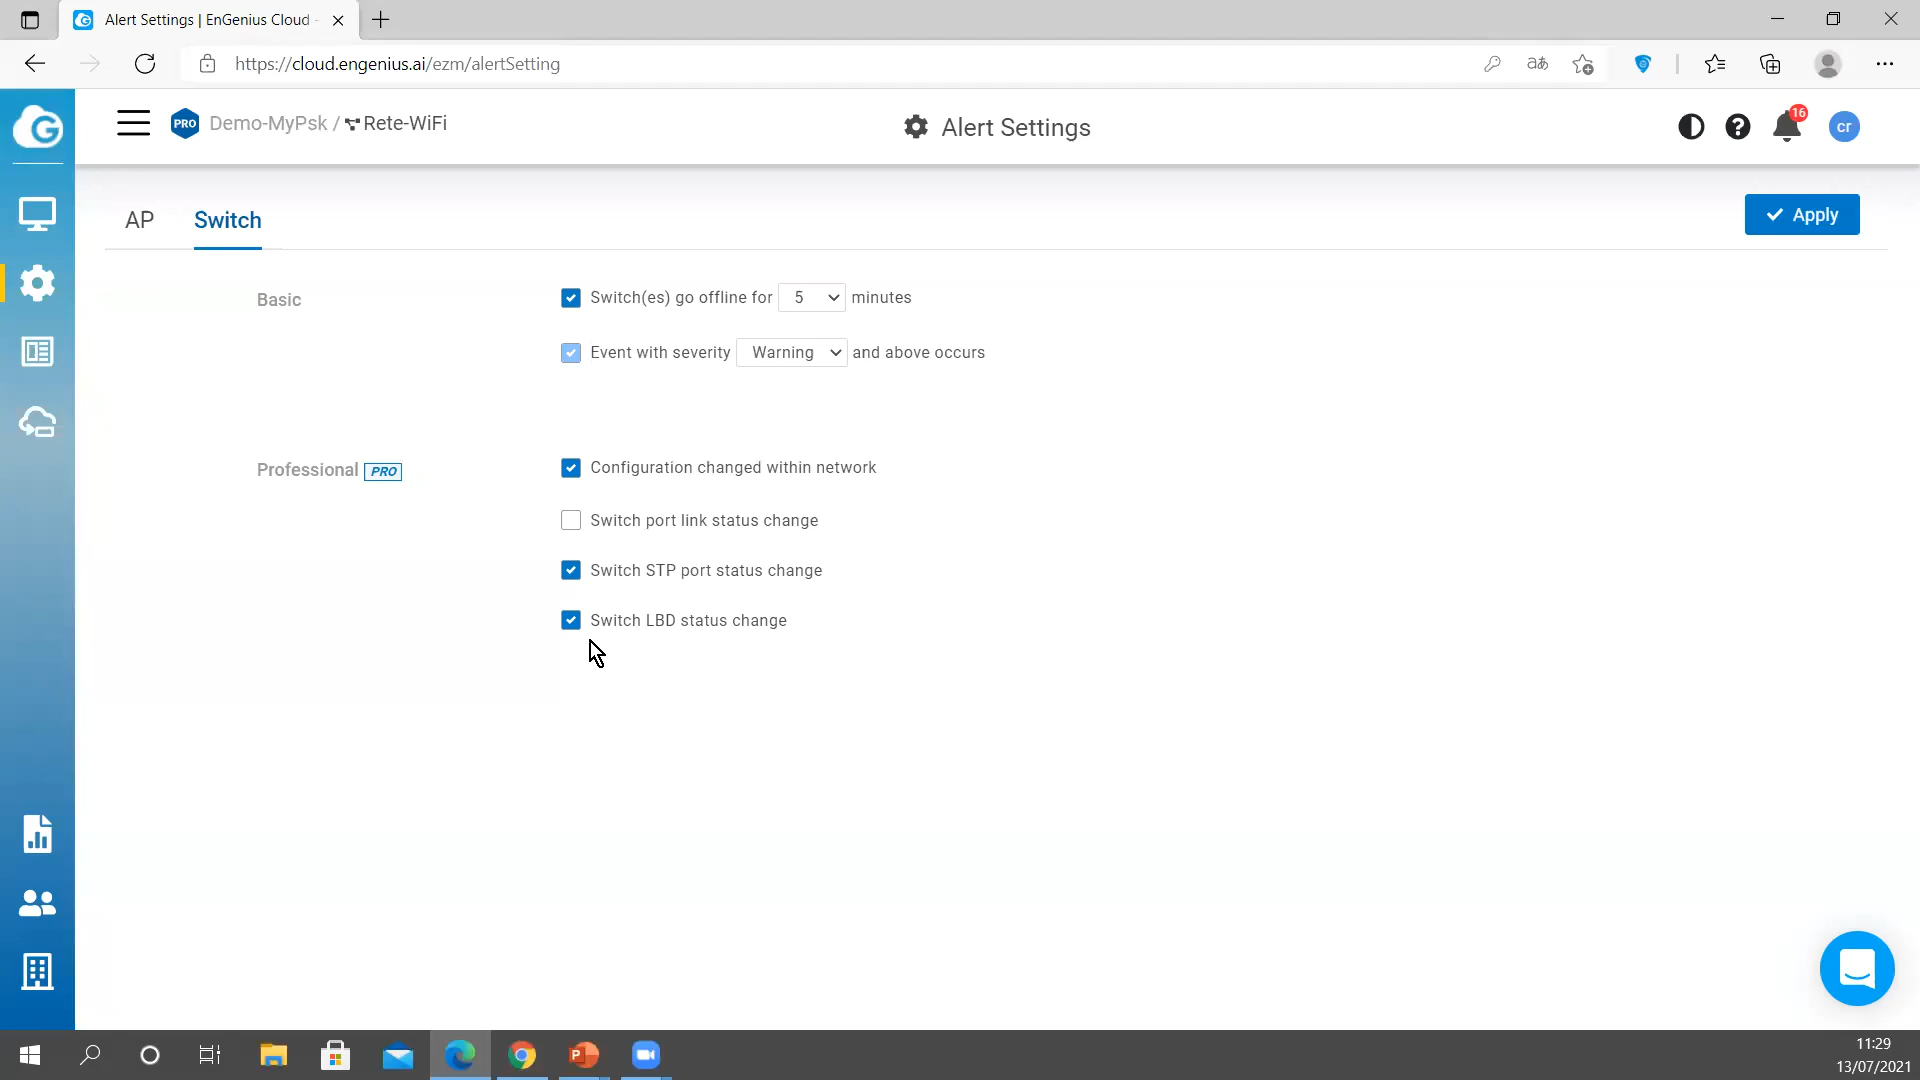 Alert Settings | EnGenius Cloud -
https://cloud.engenius.ai/ezm/alertSetting
aあ
PRO Demo-MyPsk / Rete-WiFi
Alert Settings
16
cr
AP Switch
Apply
Basic
Switch(es) go offline for 5 minutes
Event with severity Warning and above occurs
Professional PRO
Configuration changed within network
Switch port link status change
Switch STP port status change
Switch LBD status change
11:29
13/07/2021